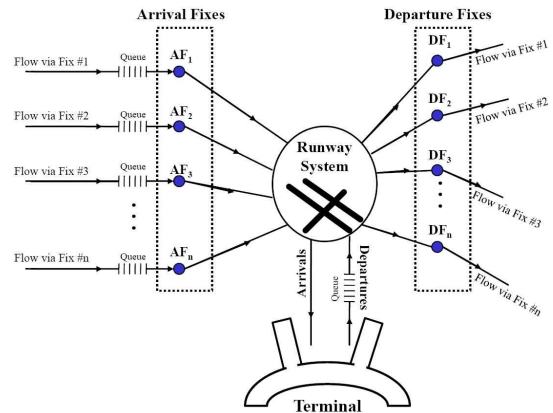 Arrival Fixes
Departure Fixes
Flow via Fix #1
Queue
AF1
DF1
Flow via Fix #1
Flow via Fix #2
Queue
AF2
DF2
Flow via Fix #2
Runway
System
Flow via Fix #3
Queue
AF3
DF3
Flow via Fix #3
Flow via Fix #n
Queue
AFn
DFn
Flow via Fix #n
Arrivals
Queue
Departures
Terminal